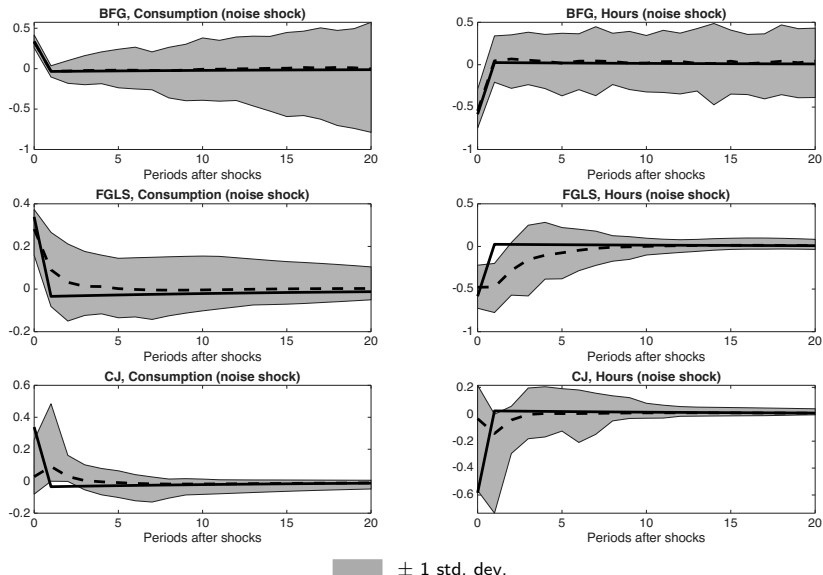 BFG, Consumption (noise shock)
0.5
0
-0.5
-1
0 5 10 15 20
Periods after shocks
BFG, Hours (noise shock)
0.5
0
-0.5
-1
0 5 10 15 20
Periods after shocks
FGLS, Consumption (noise shock)
0.4
0.2
0
-0.2
0 5 10 15 20
Periods after shocks
FGLS, Hours (noise shock)
0.5
0
-0.5
-1
0 5 10 15 20
Periods after shocks
CJ, Consumption (noise shock)
0.6
0.4
0.2
0
-0.2
0 5 10 15 20
Periods after shocks
CJ, Hours (noise shock)
0.2
0
-0.2
-0.4
-0.6
0 5 10 15 20
Periods after shocks
± 1 std. dev.